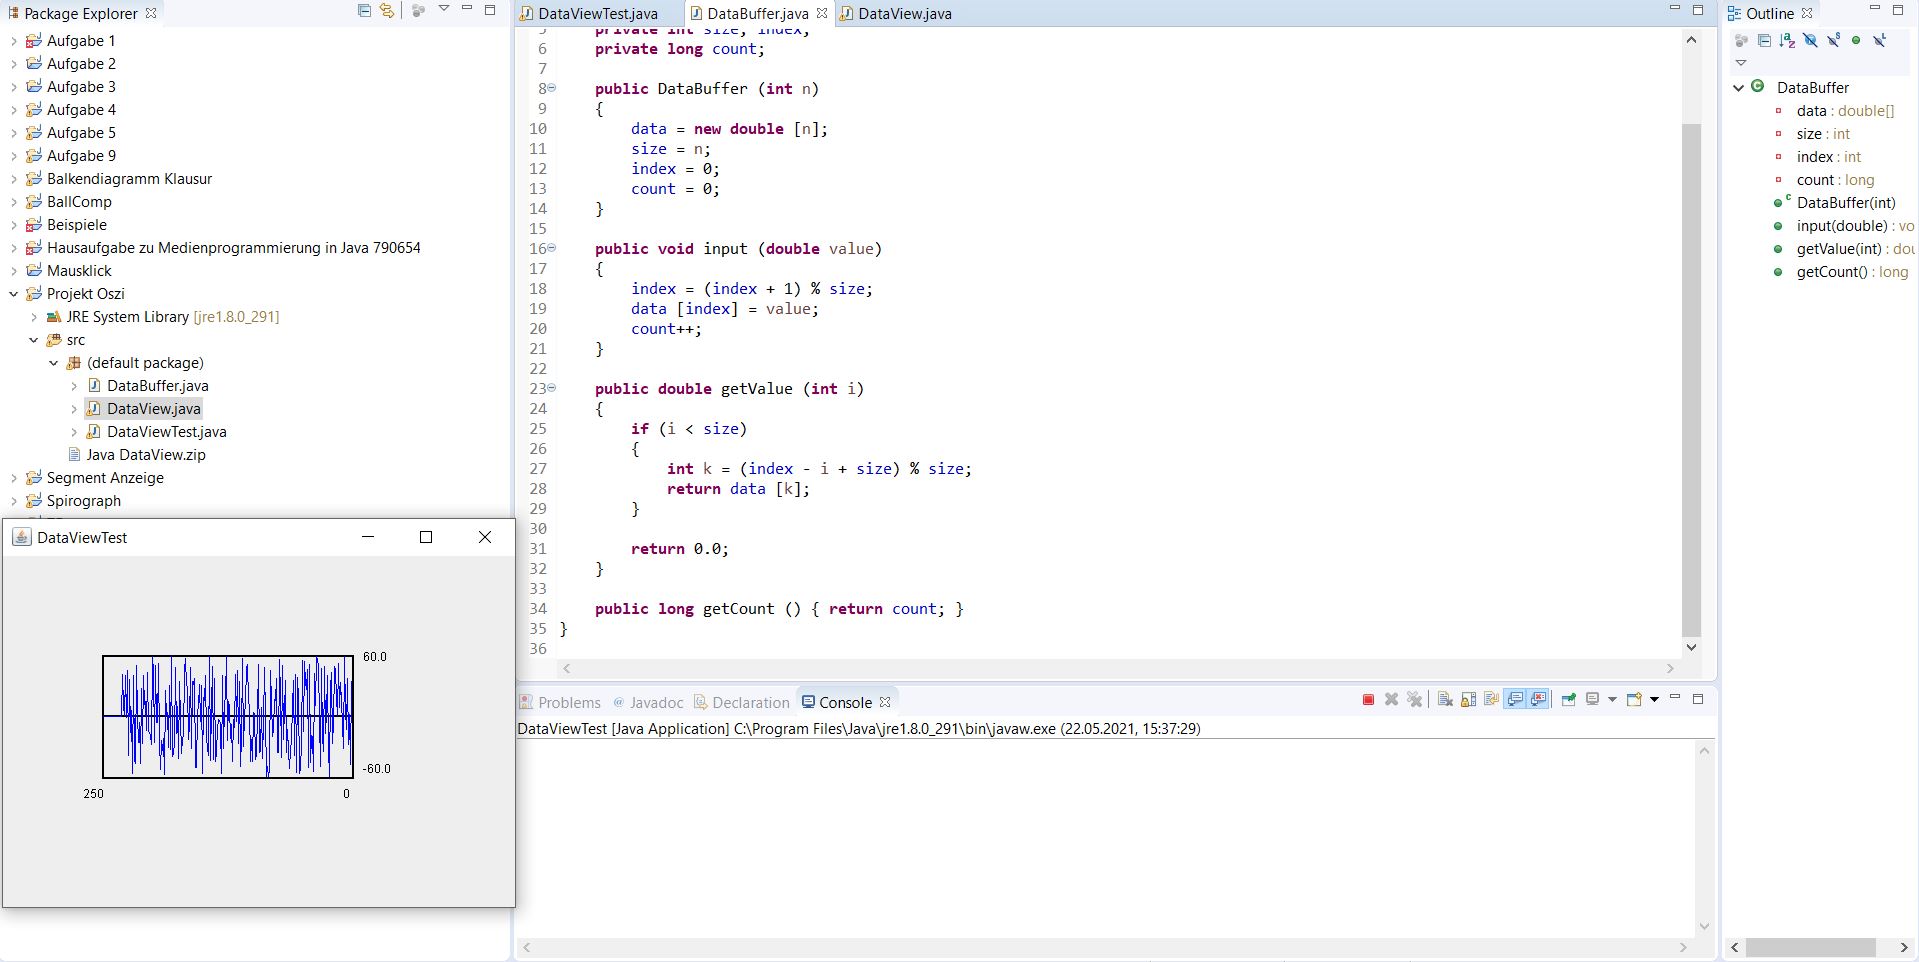 Package Explorer
Aufgabe 1
Aufgabe 2
Aufgabe 3
Aufgabe 4
Aufgabe 5
Aufgabe 9
Balkendiagramm Klausur
BallComp
Beispiele
Hausaufgabe zu Medienprogrammierung in Java 790654
Mausklick
Projekt Oszi
JRE System Library [jre1.8.0_291]
src
(default package)
DataBuffer.java
DataView.java
DataViewTest.java
Java DataView.zip
Segment Anzeige
Spirograph
DataViewTest
60.0
-60.0
250 0
DataViewTest.java DataBuffer.java DataView.java
5 private int size, index;
6 private long count;
7
8 public DataBuffer (int n)
9 {
10 data = new double [n];
11 size = n;
12 index = 0;
13 count = 0;
14 }
15
16 public void input (double value)
17 {
18 index = (index + 1) % size;
19 data [index] = value;
20 count++;
21 }
22
23 public double getValue (int i)
24 {
25 if (i < size)
26 {
27 int k = (index - i + size) % size;
28 return data [k];
29 }
30
31 return 0.0;
32 }
33
34 public long getCount () { return count; }
35 }
36
Problems @ Javadoc Declaration Console
DataViewTest [Java Application] C:\Program Files\Java\jre1.8.0_291\bin\javaw.exe (22.05.2021, 15:37:29)
Outline
DataBuffer
data : double[]
size : int
index : int
count : long
DataBuffer(int)
input(double) : vo
getValue(int) : dou
getCount() : long